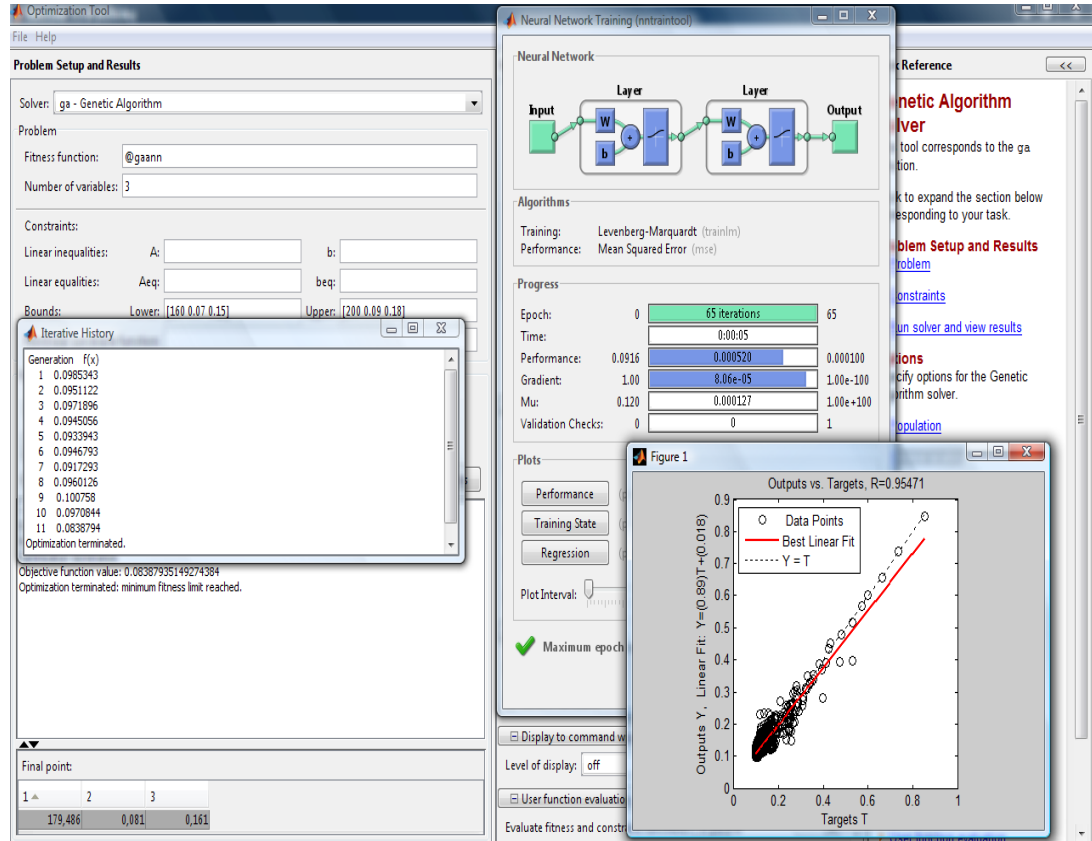 Optimization Tool
File Help
Problem Setup and Results
Solver: ga - Genetic Algorithm
Problem
Fitness function: @gaann
Number of variables: 3
Constraints:
Linear inequalities: A: b:
Linear equalities: Aeq: beq:
Bounds: Lower: [160 0.07 0.15] Upper: [200 0.09 0.18]
Iterative History
Generation f(x)
1 0.0985343
2 0.0951122
3 0.0971896
4 0.0945056
5 0.0933943
6 0.0946793
7 0.0917293
8 0.0960126
9 0.100758
10 0.0970844
11 0.0838794
Optimization terminated.
Objective function value: 0.08387935149274384
Optimization terminated: minimum fitness limit reached.
Final point:
1 2 3
179,486 0,081 0,161
Neural Network Training (nntraintool)
Neural Network
Layer Layer
Input W b + W b + Output
Algorithms
Training: Levenberg-Marquardt (trainlm)
Performance: Mean Squared Error (mse)
Progress
Epoch: 0 65 iterations 65
Time: 0:00:05
Performance: 0.0916 0.000520 0.000100
Gradient: 1.00 8.06e-05 1.00e-100
Mu: 0.120 0.000127 1.00e+100
Validation Checks: 0 0 1
Plots
Performance (p
Training State (p
Regression (p
Plot Interval:
Maximum epoch
Display to command w
Level of display: off
User function evaluation
Evaluate fitness and constra
k Reference <<
netic Algorithm
lver
tool corresponds to the ga
tion.
k to expand the section below
esponding to your task.
blem Setup and Results
roblem
onstraints
un solver and view results
tions
cify options for the Genetic
orithm solver.
opulation
Figure 1
Outputs vs. Targets, R=0.95471
Data Points
Best Linear Fit
Y = T
Outputs Y, Linear Fit: Y=(0.89)T+(0.018)
0.9
0.8
0.7
0.6
0.5
0.4
0.3
0.2
0.1
0
0 0.2 0.4 0.6 0.8 1
Targets T